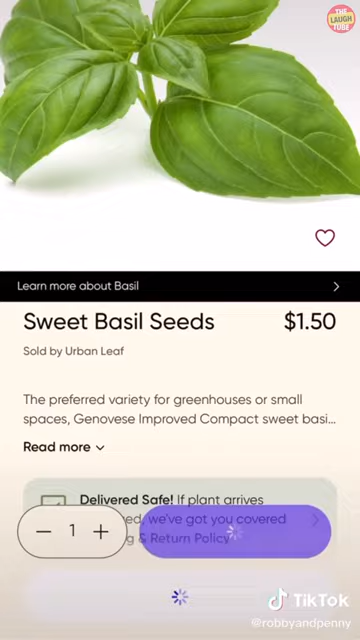 THE
LAUGH
TUBE
Learn more about Basil
Sweet Basil Seeds $1.50
Sold by Urban Leaf
The preferred variety for greenhouses or small
spaces, Genovese Improved Compact sweet basi...
Read more
Delivered Safe! If plant arrives
ed, we've got you covered
1
g & Return Policy
TikTok
@robbyandpenny